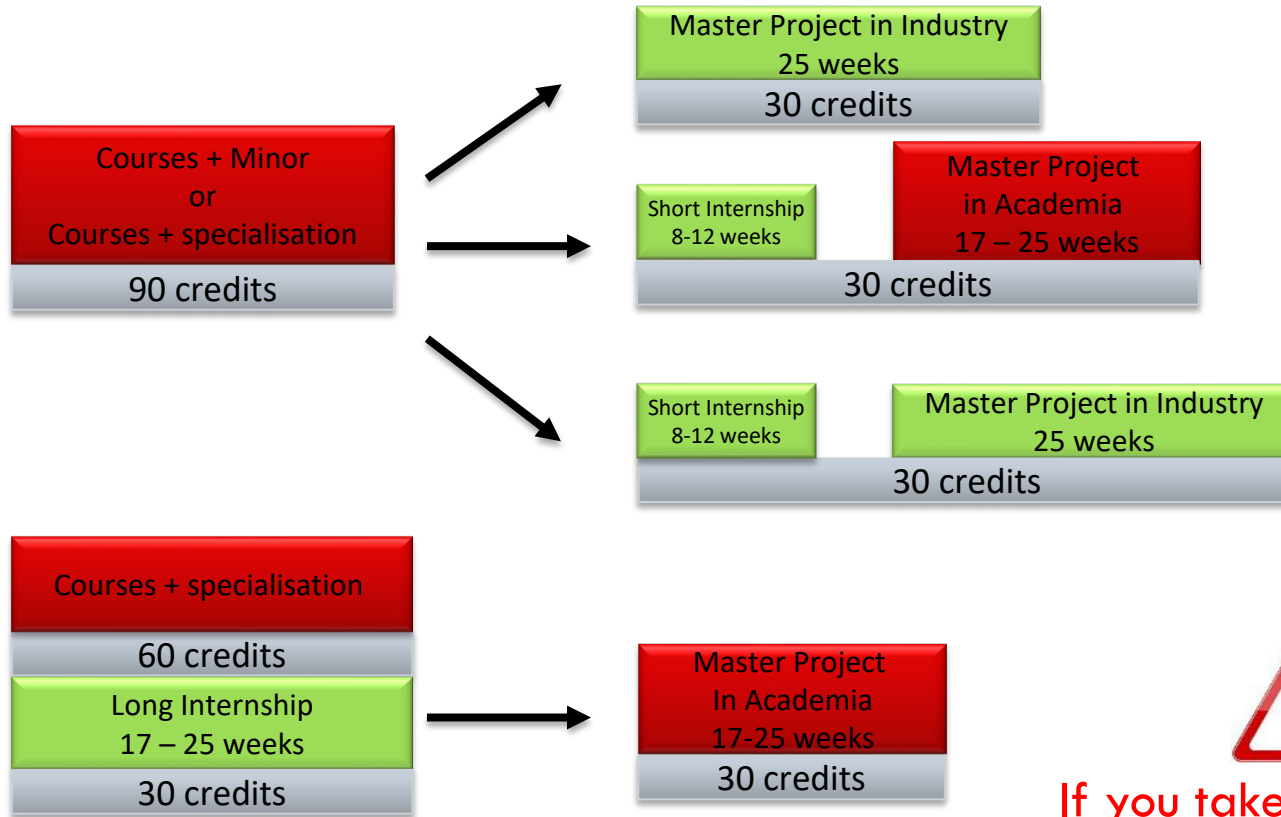 Master Project in Industry
25 weeks
30 credits
Courses + Minor
or
Courses + specialisation
90 credits
Short Internship
8-12 weeks
Master Project
in Academia
17 – 25 weeks
30 credits
Short Internship
8-12 weeks
Master Project in Industry
25 weeks
30 credits
Courses + specialisation
60 credits
Long Internship
17 – 25 weeks
30 credits
Master Project
In Academia
17-25 weeks
30 credits
If you take